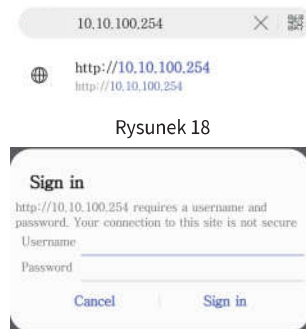 10.10.100.254
http://10.10.100.254
http://10.10.100.254
Rysunek 18
Sign in
http://10.10.100.254 requires a username and
password. Your connection to this site is not secure
Username
Password
Cancel
Sign in